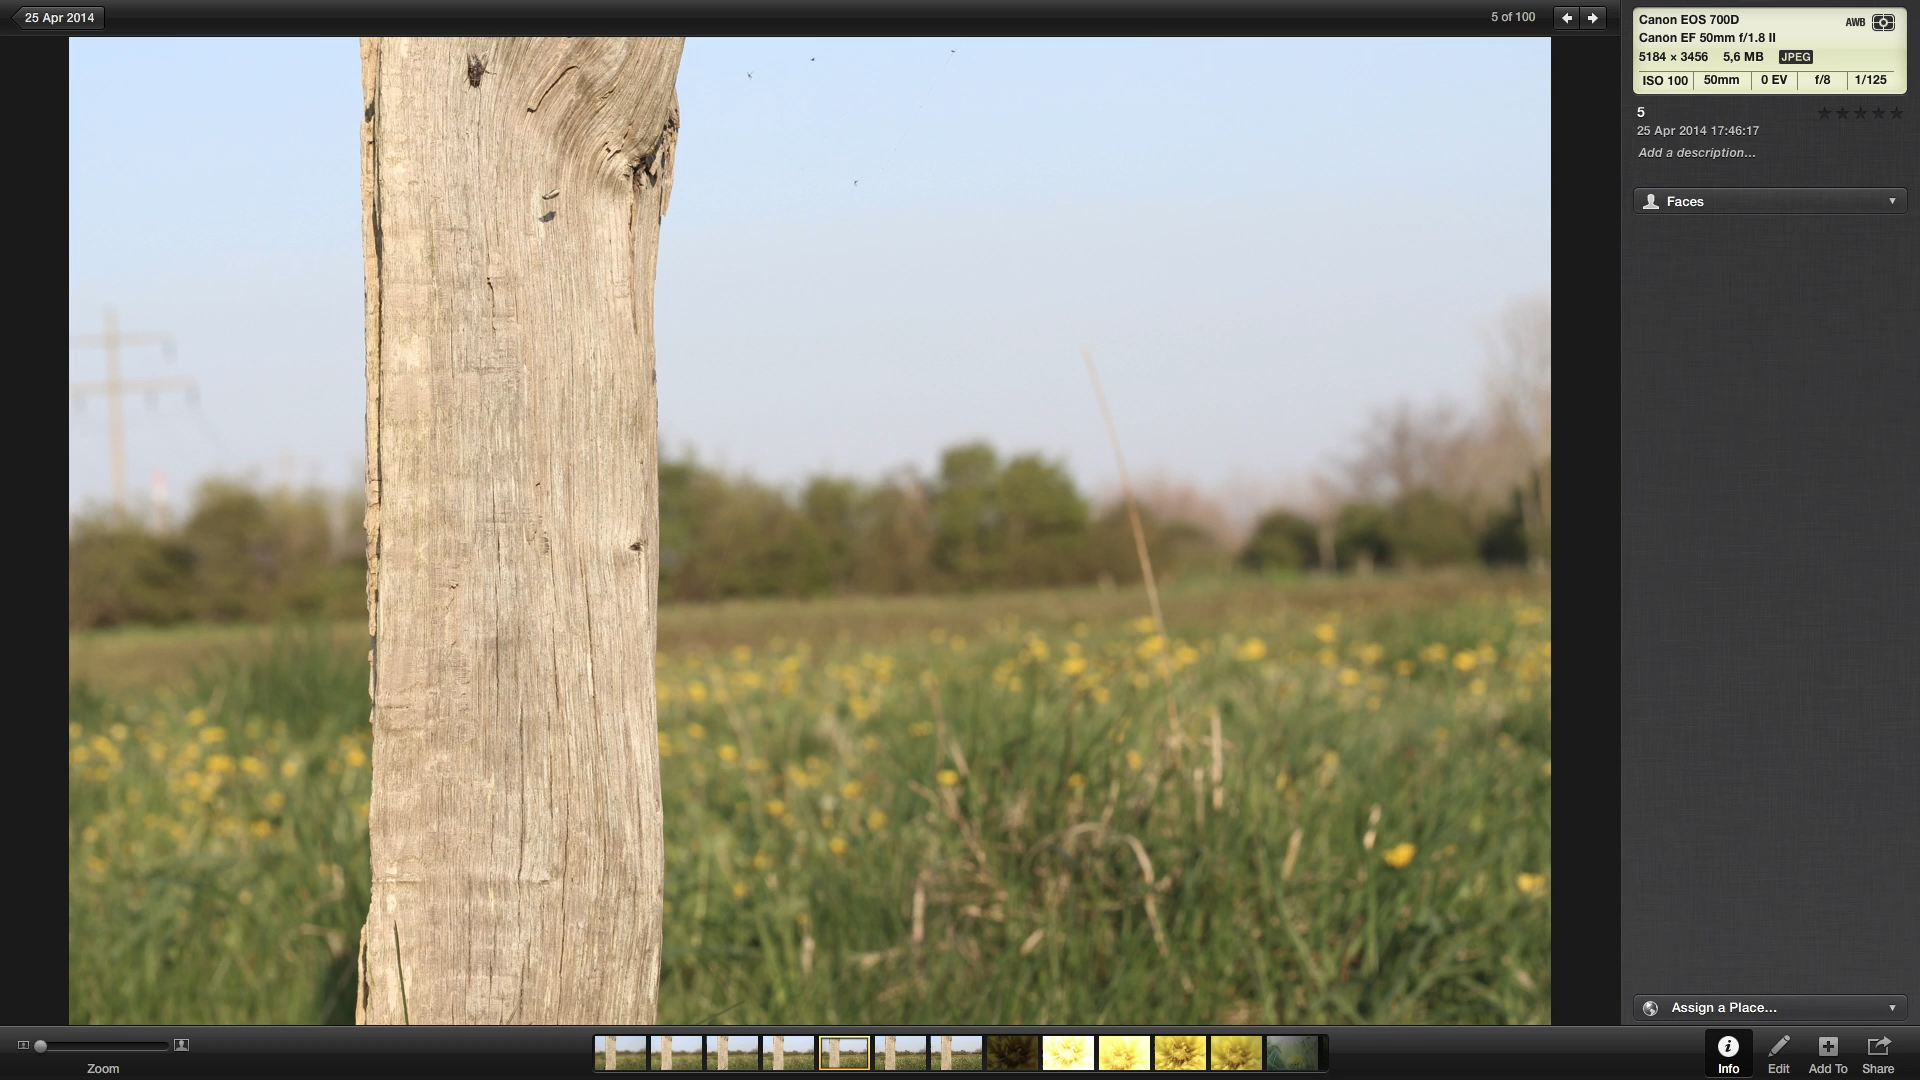 25 Apr 2014
5 of 100
Canon EOS 700D
AWB
Canon EF 50mm f/1.8 II
5184 × 3456 5,6 MB JPEG
ISO 100 50mm 0 EV f/8 1/125
5
25 Apr 2014 17:46:17
Add a description...
Faces
Assign a Place...
Zoom
Info Edit Add To Share